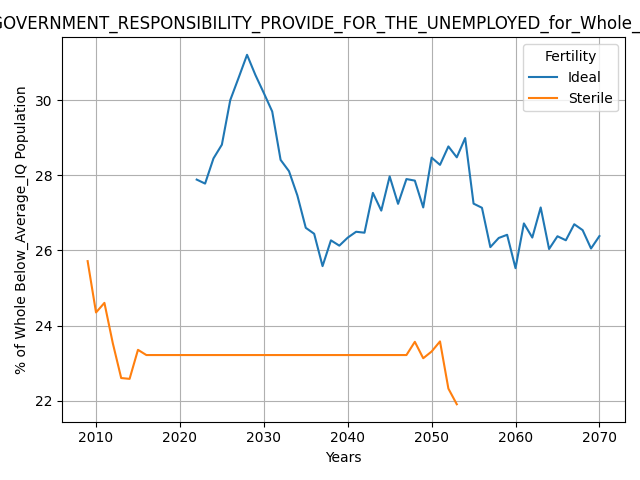 GOVERNMENT_RESPONSIBILITY_PROVIDE_FOR_THE_UNEMPLOYED_for_Whole_
Fertility
Ideal
Sterile
% of Whole Below_Average_IQ Population
30
28
26
24
22
2010 2020 2030 2040 2050 2060 2070
Years